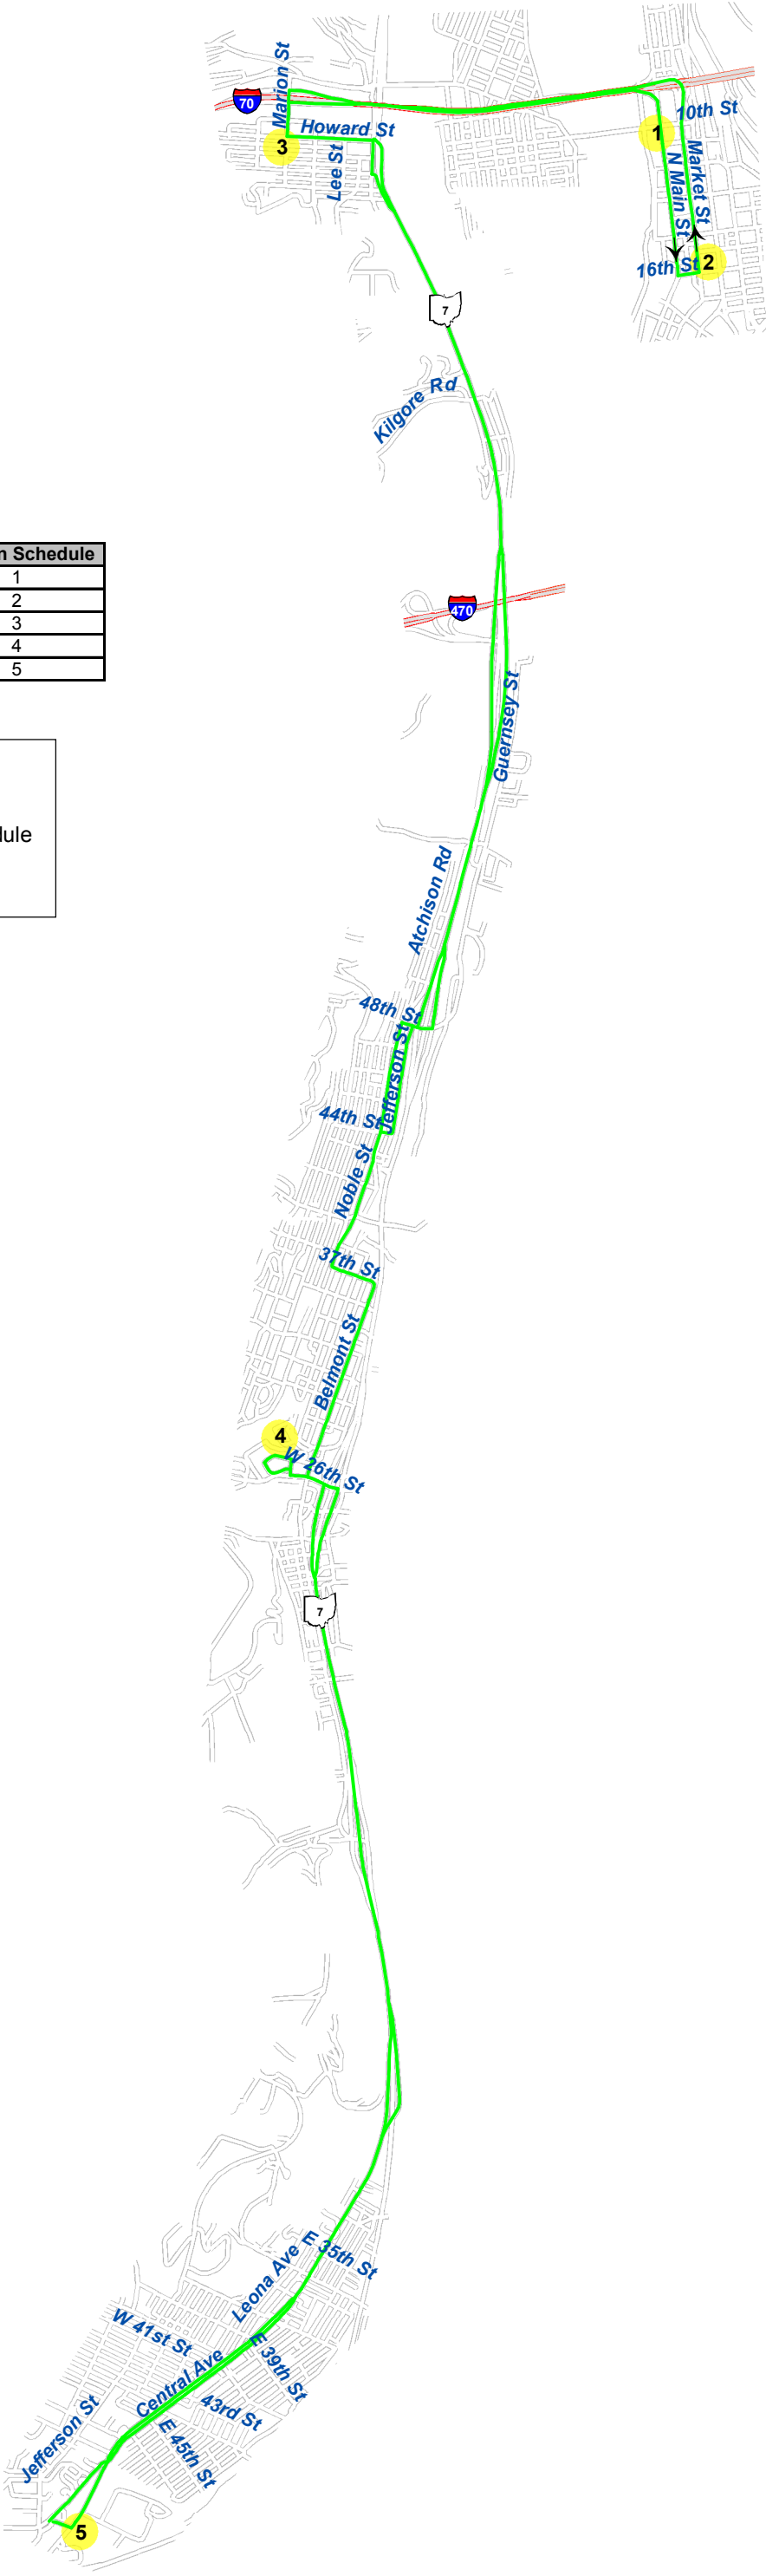 Marion St
70
10th St
1
Howard St
3
Lee St
N Main St
Market St
16th St
2
7
Kilgore Rd
n Schedule
1
2
3
4
5
470
Guernsey St
dule
Atchison Rd
48th St
Jefferson St
44th St
Noble St
37th St
Belmont St
4
W 26th St
7
E 35th St
Leona Ave
W 41st St
E 39th St
Central Ave
43rd St
Jefferson St
E 45th St
5